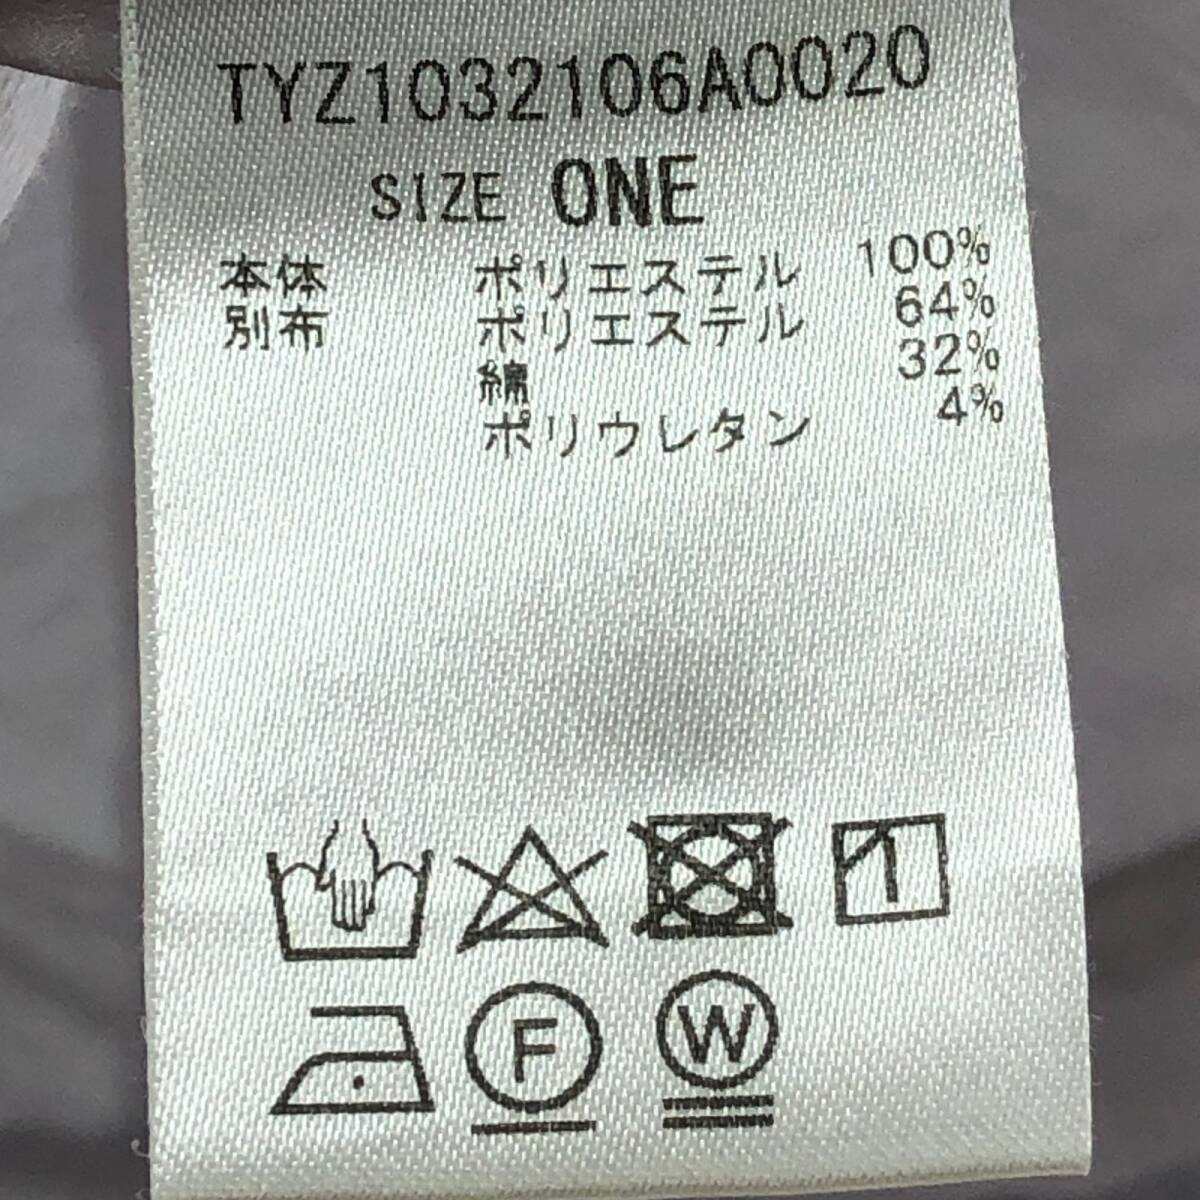 TYZ1032106A0020
SIZE ONE
本体 ポリエステル 100%
別布 ポリエステル 64%
綿 32%
ポリウレタン 4%
F
W